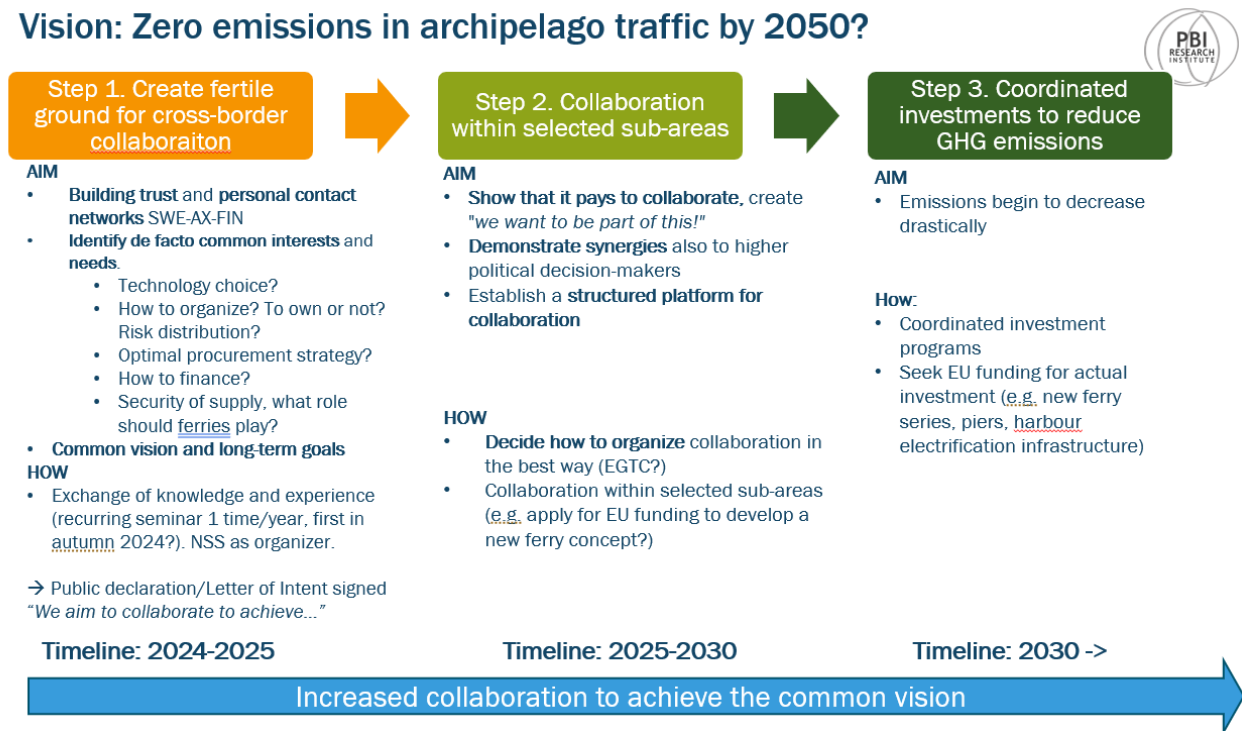 Vision: Zero emissions in archipelago traffic by 2050?
PBI
RESEARCH
INSTITUTE
Step 1. Create fertile
ground for cross-border
collaboraiton
AIM
• Building trust and personal contact
networks SWE-AX-FIN
• Identify de facto common interests and
needs.
• Technology choice?
• How to organize? To own or not?
Risk distribution?
• Optimal procurement strategy?
• How to finance?
• Security of supply, what role
should ferries play?
• Common vision and long-term goals
HOW
• Exchange of knowledge and experience
(recurring seminar 1 time/year, first in
autumn 2024?). NSS as organizer.
→ Public declaration/Letter of Intent signed
“We aim to collaborate to achieve...”
Timeline: 2024-2025
Step 2. Collaboration
within selected sub-areas
AIM
• Show that it pays to collaborate, create
"we want to be part of this!"
• Demonstrate synergies also to higher
political decision-makers
• Establish a structured platform for
collaboration
HOW
• Decide how to organize collaboration in
the best way (EGTC?)
• Collaboration within selected sub-areas
(e.g. apply for EU funding to develop a
new ferry concept?)
Timeline: 2025-2030
Step 3. Coordinated
investments to reduce
GHG emissions
AIM
• Emissions begin to decrease
drastically
How:
• Coordinated investment
programs
• Seek EU funding for actual
investment (e.g. new ferry
series, piers, harbour
electrification infrastructure)
Timeline: 2030 ->
Increased collaboration to achieve the common vision